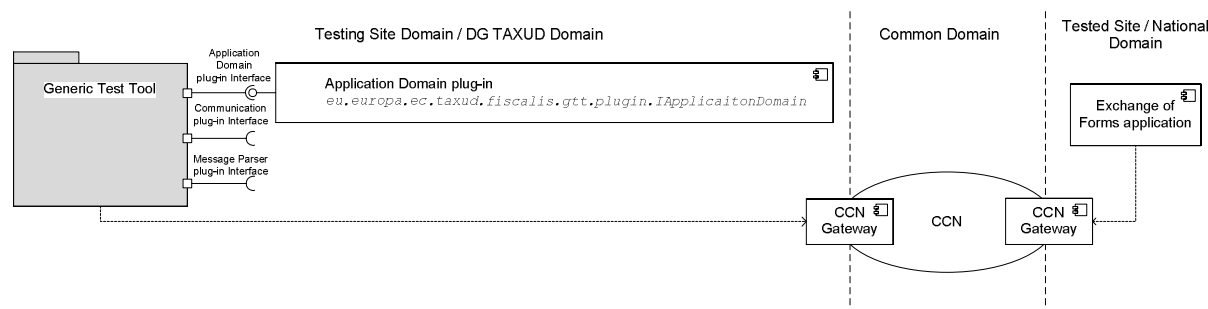 Testing Site Domain / DG TAXUD Domain
Common Domain
Tested Site / National
Domain
Generic Test Tool
Application
Domain
plug-in Interface
Communication
plug-in Interface
Message Parser
plug-in Interface
Application Domain plug-in
eu.europa.ec.taxud.fiscalis.gtt.plugin.IApplicaitonDomain
Exchange of
Forms application
CCN
Gateway
CCN
CCN
Gateway